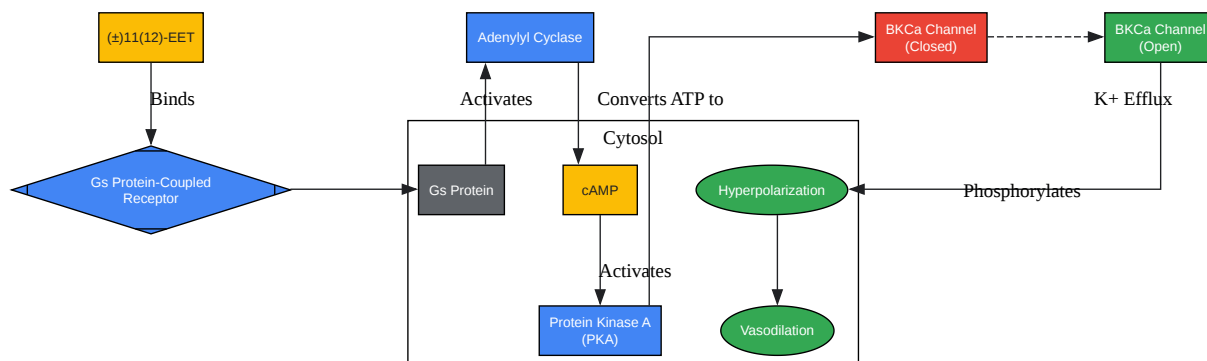 (±)11(12)-EET
Adenylyl Cyclase
BKCa Channel
(Closed)
BKCa Channel
(Open)
Binds
Activates
Converts ATP to
K+ Efflux
Cytosol
Gs Protein-Coupled
Receptor
Gs Protein
cAMP
Hyperpolarization
Phosphorylates
Activates
Protein Kinase A
(PKA)
Vasodilation